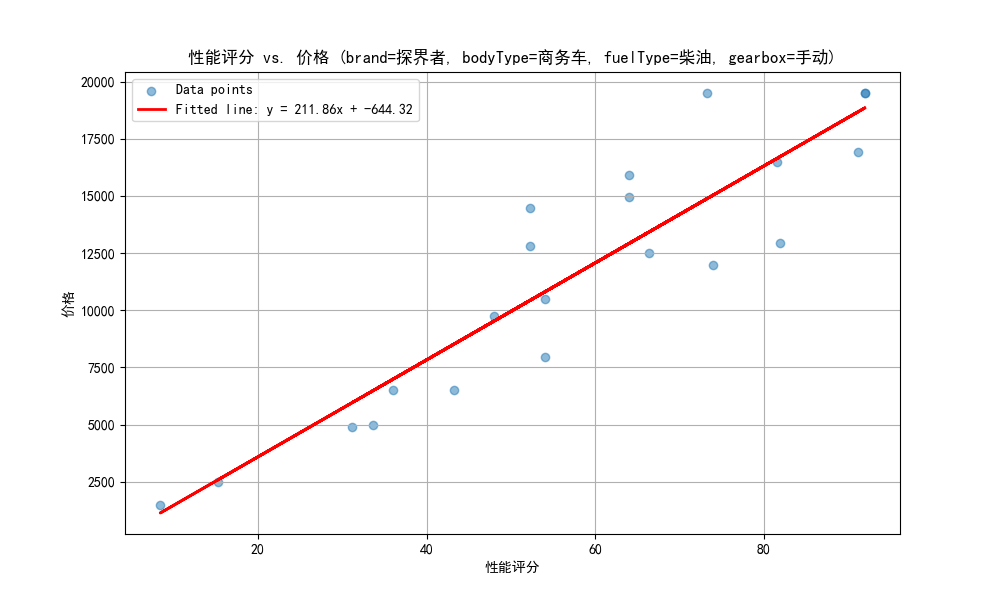 性能评分 vs. 价格 (brand=探界者, bodyType=商务车, fuelType=柴油, gearbox=手动)
Data points
Fitted line: y = 211.86x + -644.32
20000
17500
15000
12500
10000
7500
5000
2500
价格
20
40
60
80
性能评分